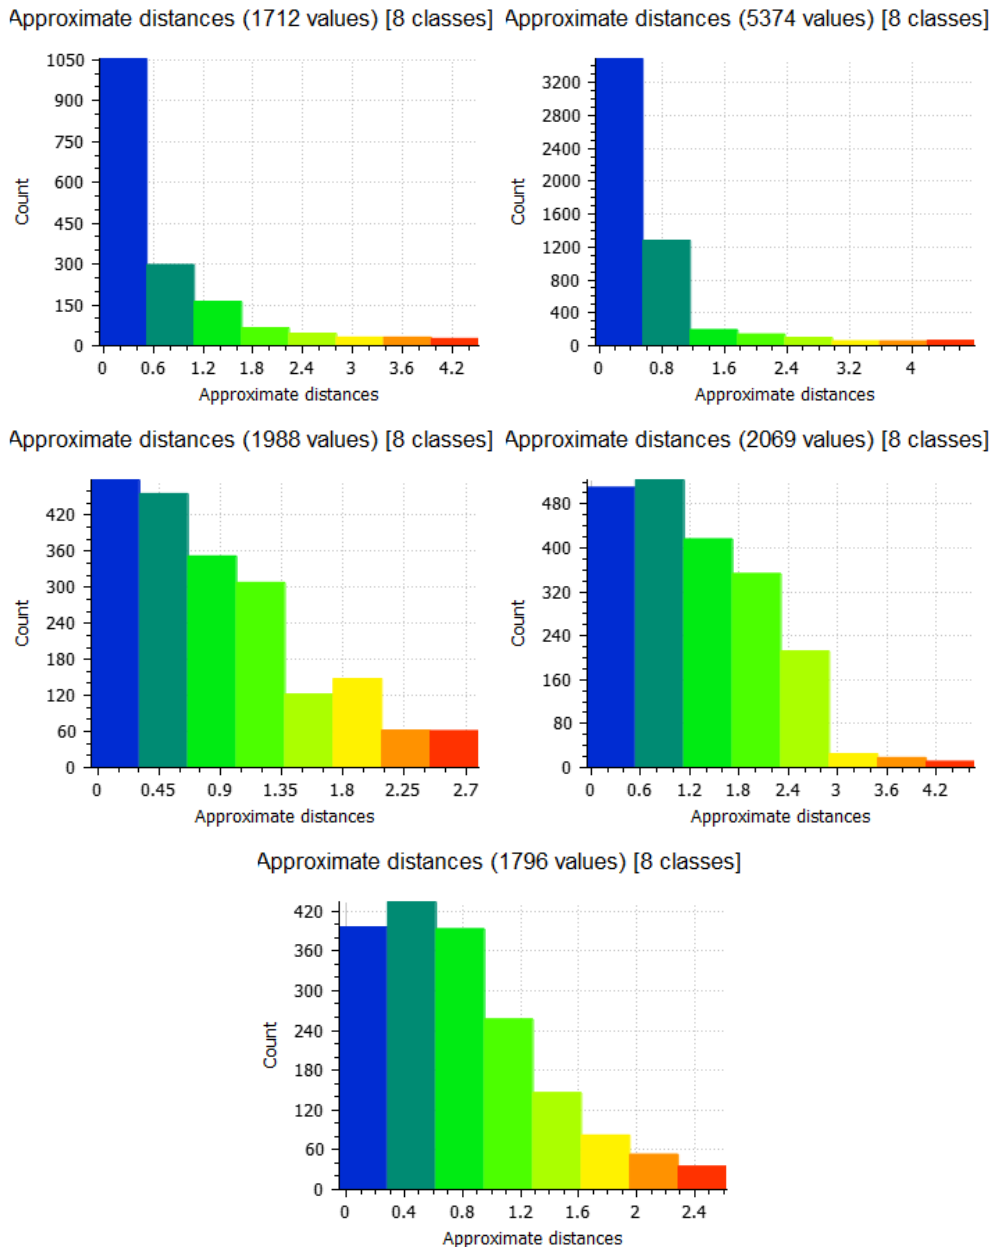 Approximate distances (1712 values) [8 classes]
1050
900
750
600
450
300
150
0
Count
0 0.6 1.2 1.8 2.4 3 3.6 4.2
Approximate distances
Approximate distances (5374 values) [8 classes]
3200
2800
2400
2000
1600
1200
800
400
0
Count
0 0.8 1.6 2.4 3.2 4
Approximate distances
Approximate distances (1988 values) [8 classes]
420
360
300
240
180
120
60
0
Count
0 0.45 0.9 1.35 1.8 2.25 2.7
Approximate distances
Approximate distances (2069 values) [8 classes]
480
400
320
240
160
80
0
Count
0 0.6 1.2 1.8 2.4 3 3.6 4.2
Approximate distances
Approximate distances (1796 values) [8 classes]
420
360
300
240
180
120
60
0
Count
0 0.4 0.8 1.2 1.6 2 2.4
Approximate distances